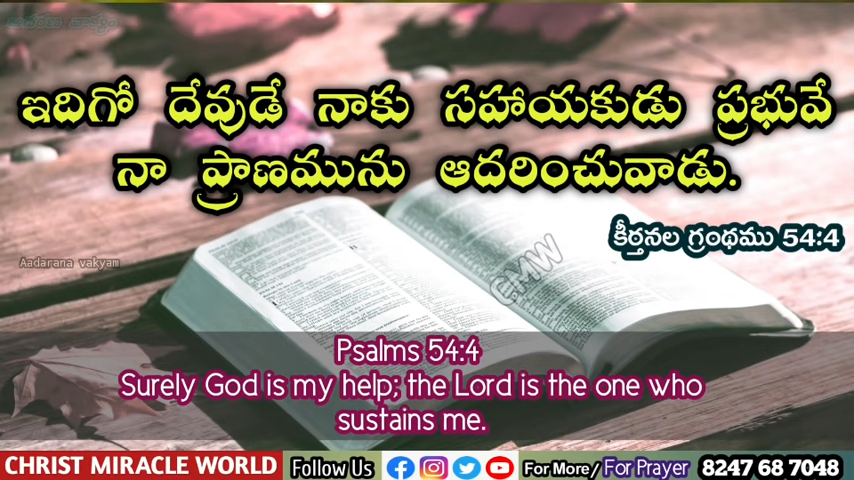 ఆదరణ వాక్యం
ఇదిగో దేవుడే నాకు సహాయకుడు ప్రభువే
నా ప్రాణమును ఆదరించువాడు.
కీర్తనల గ్రంథము 54:4
Aadarana vakyam
CMW
Psalms 54:4
Surely God is my help; the Lord is the one who
sustains me.
CHRIST MIRACLE WORLD Follow Us For More/ For Prayer 8247 68 7048